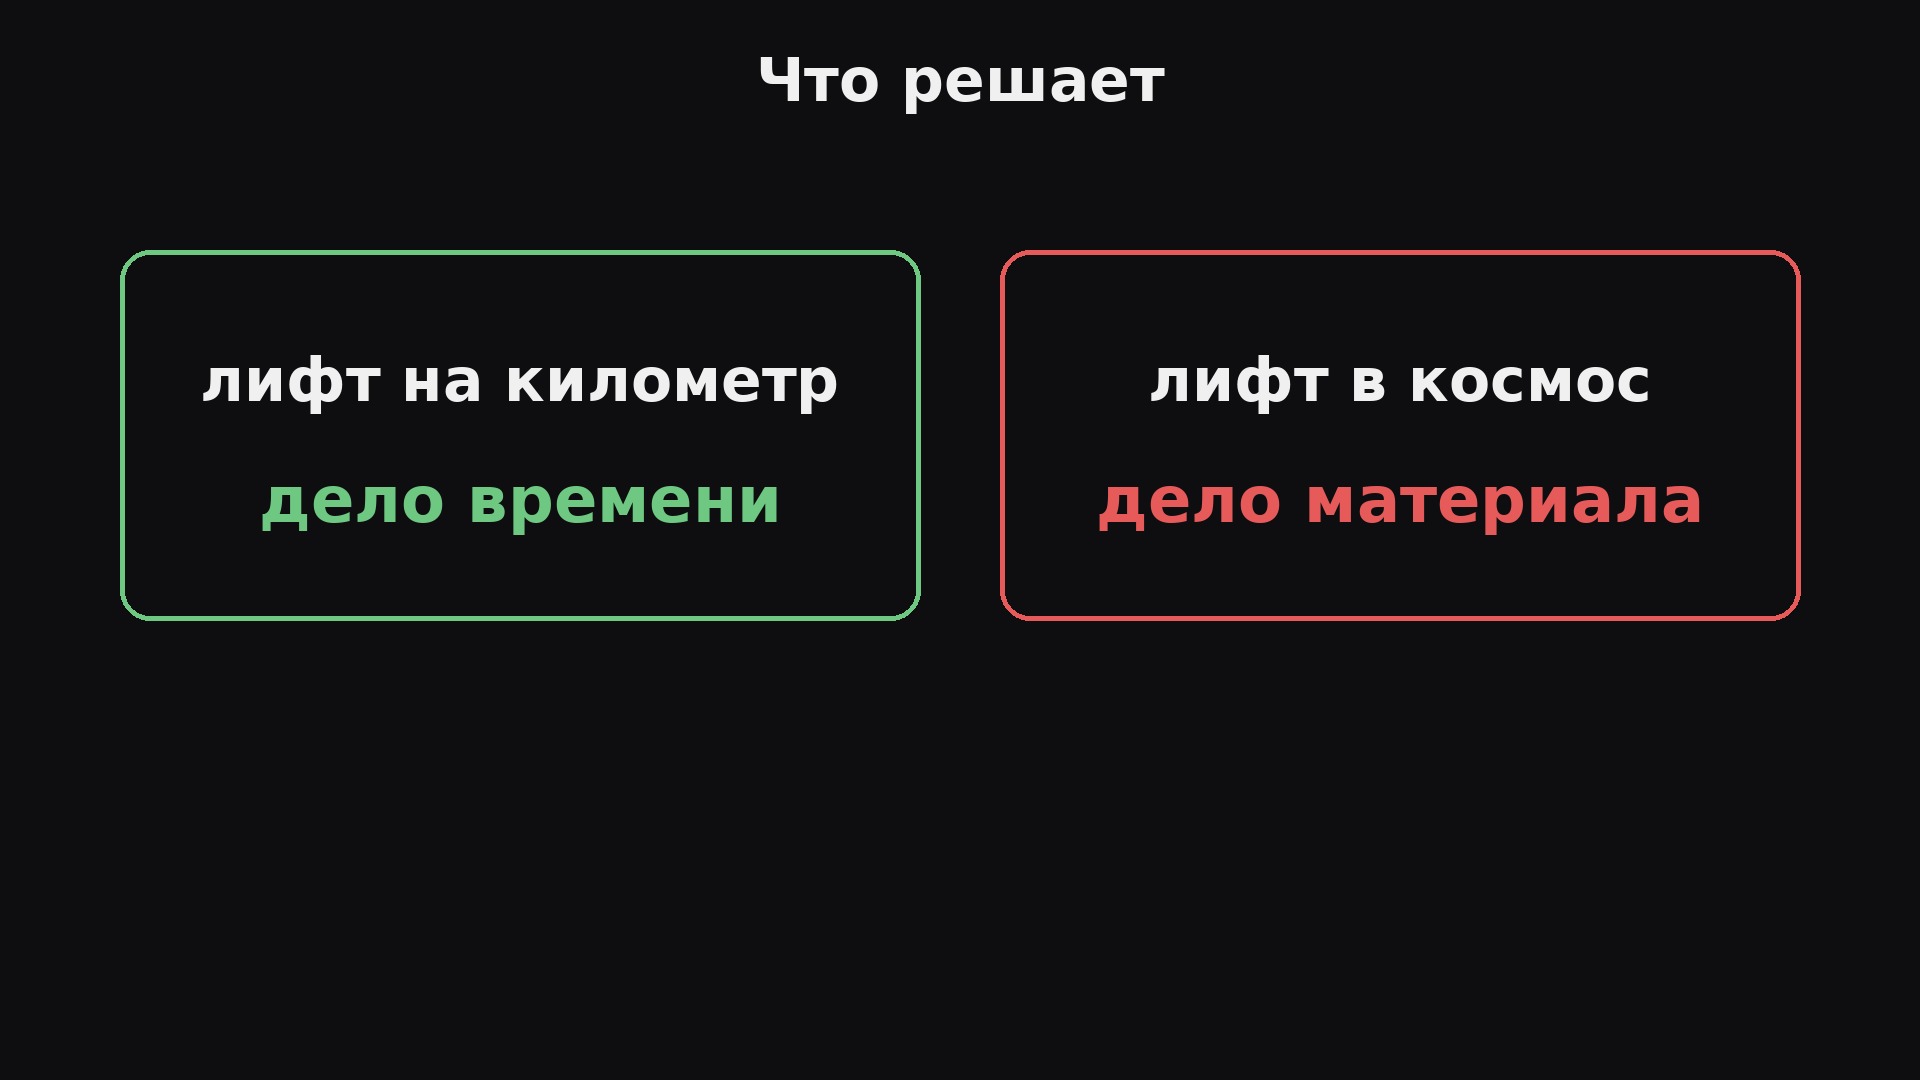 Что решает
лифт на километр
дело времени
лифт в космос
дело материала